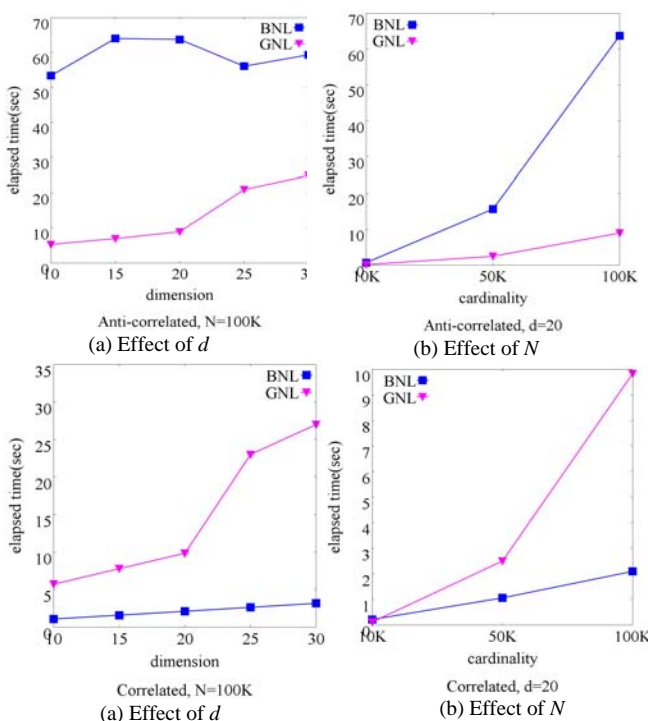 70
60
50
40
30
20
10
0
BNL
GNL
elapsed time(sec)
10 15 20 25 3
dimension
Anti-correlated, N=100K
(a) Effect of d
70
60
50
40
30
20
10
0
BNL
GNL
elapsed time(sec)
10K 50K 100K
cardinality
Anti-correlated, d=20
(b) Effect of N
35
30
25
20
15
10
5
0
BNL
GNL
elapsed time(sec)
10 15 20 25 30
dimension
Correlated, N=100K
(a) Effect of d
10
9
8
7
6
5
4
3
2
1
0
BNL
GNL
elapsed time(sec)
10K 50K 100K
cardinality
Correlated, d=20
(b) Effect of N